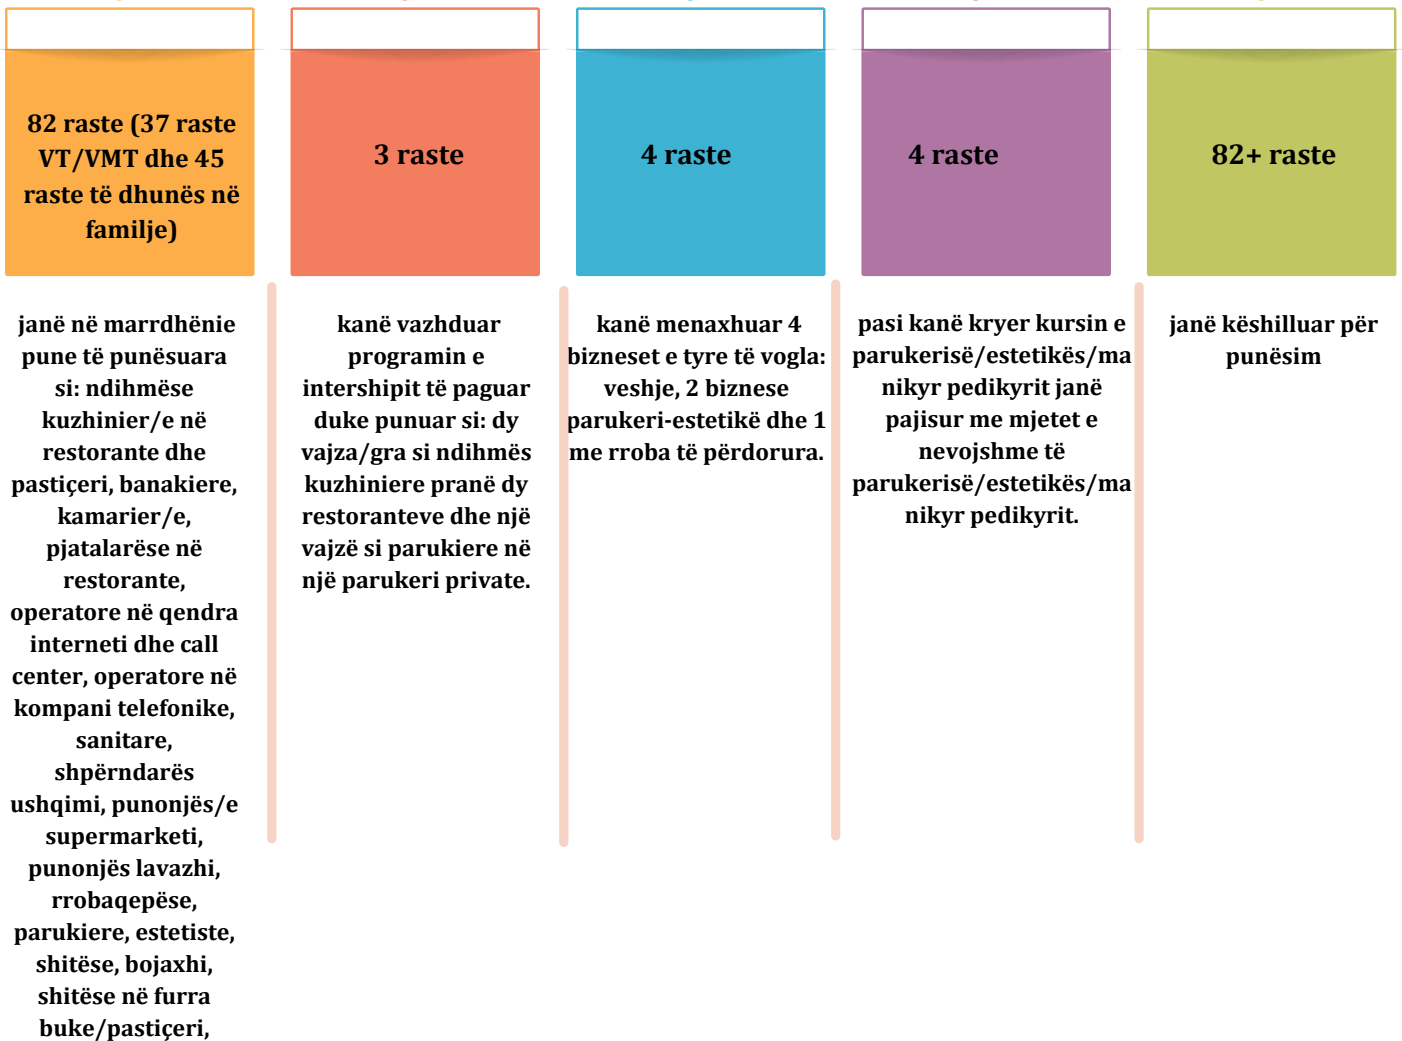 82 raste (37 raste
VT/VMT dhe 45
raste të dhunës në
familje)
janë në marrdhënie
pune të punësuara
si: ndihmëse
kuzhinier/e në
restorante dhe
pastiçeri, banakiere,
kamarier/e,
pjatalarëse në
restorante,
operatore në qendra
interneti dhe call
center, operatore në
kompani telefonike,
sanitare,
shpërndarës
ushqimi, punonjës/e
supermarketi,
punonjës lavazhi,
rrobaqepëse,
parukiere, estetiste,
shitëse, bojaxhi,
shitëse në furra
buke/pastiçeri,
3 raste
kanë vazhduar
programin e
intershipit të paguar
duke punuar si: dy
vajza/gra si ndihmës
kuzhiniere pranë dy
restoranteve dhe një
vajzë si parukiere në
një parukeri private.
4 raste
kanë menaxhuar 4
bizneset e tyre të vogla:
veshje, 2 biznese
parukeri-estetikë dhe 1
me rroba të përdorura.
4 raste
pasi kanë kryer kursin e
parukerisë/estetikës/ma
nikyr pedikyrit janë
pajisur me mjetet e
nevojshme të
parukerisë/estetikës/ma
nikyr pedikyrit.
82+ raste
janë këshilluar për
punësim